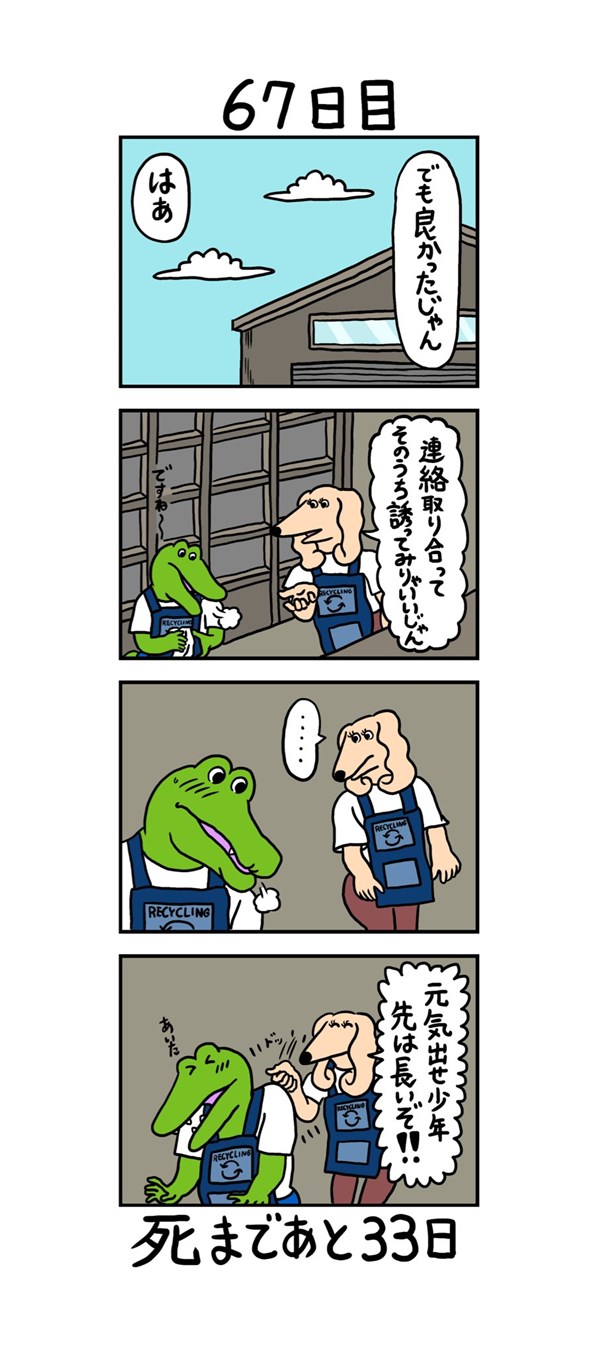 67日目
でも良かったじゃん
はあ
連絡取り合って
そのうち誘ってみりゃいいじゃん
ですね〜
RECYCLING
RECYCLING
‥‥‥
RECYCLING
RECYCLING
元気出せ少年
先は長いぞ!!
ドッ
あいた
RECYCLING
RECYCLING
死まであと33日